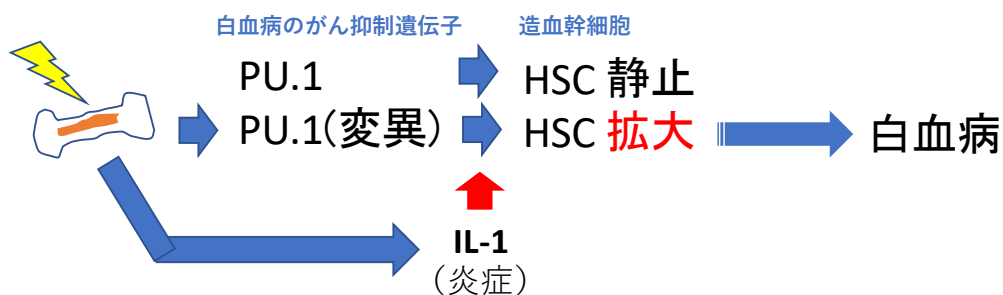 白血病のがん抑制遺伝子 造血幹細胞
PU.1 HSC 静止
PU.1(変異) HSC 拡大 白血病
IL-1
(炎症)